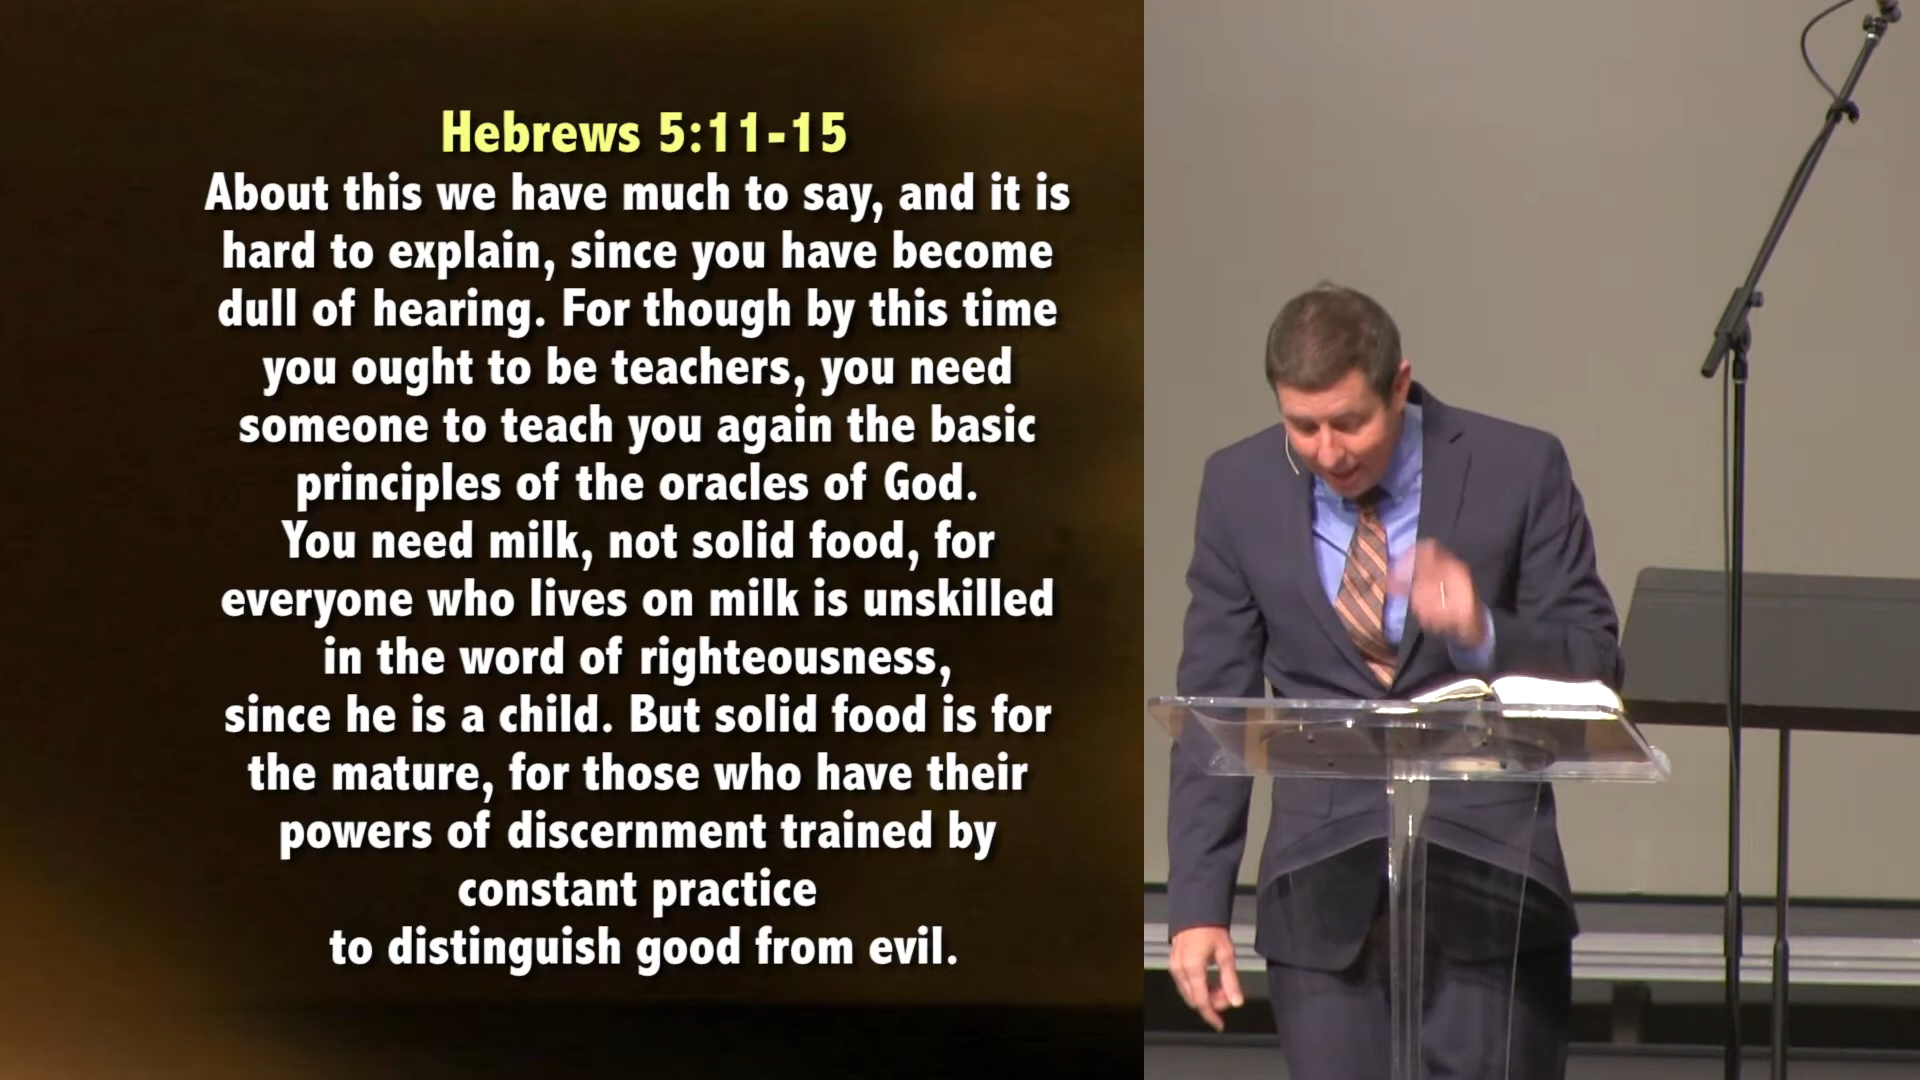 Hebrews 5:11-15
About this we have much to say, and it is
hard to explain, since you have become
dull of hearing. For though by this time
you ought to be teachers, you need
someone to teach you again the basic
principles of the oracles of God.
You need milk, not solid food, for
everyone who lives on milk is unskilled
in the word of righteousness,
since he is a child. But solid food is for
the mature, for those who have their
powers of discernment trained by
constant practice
to distinguish good from evil.